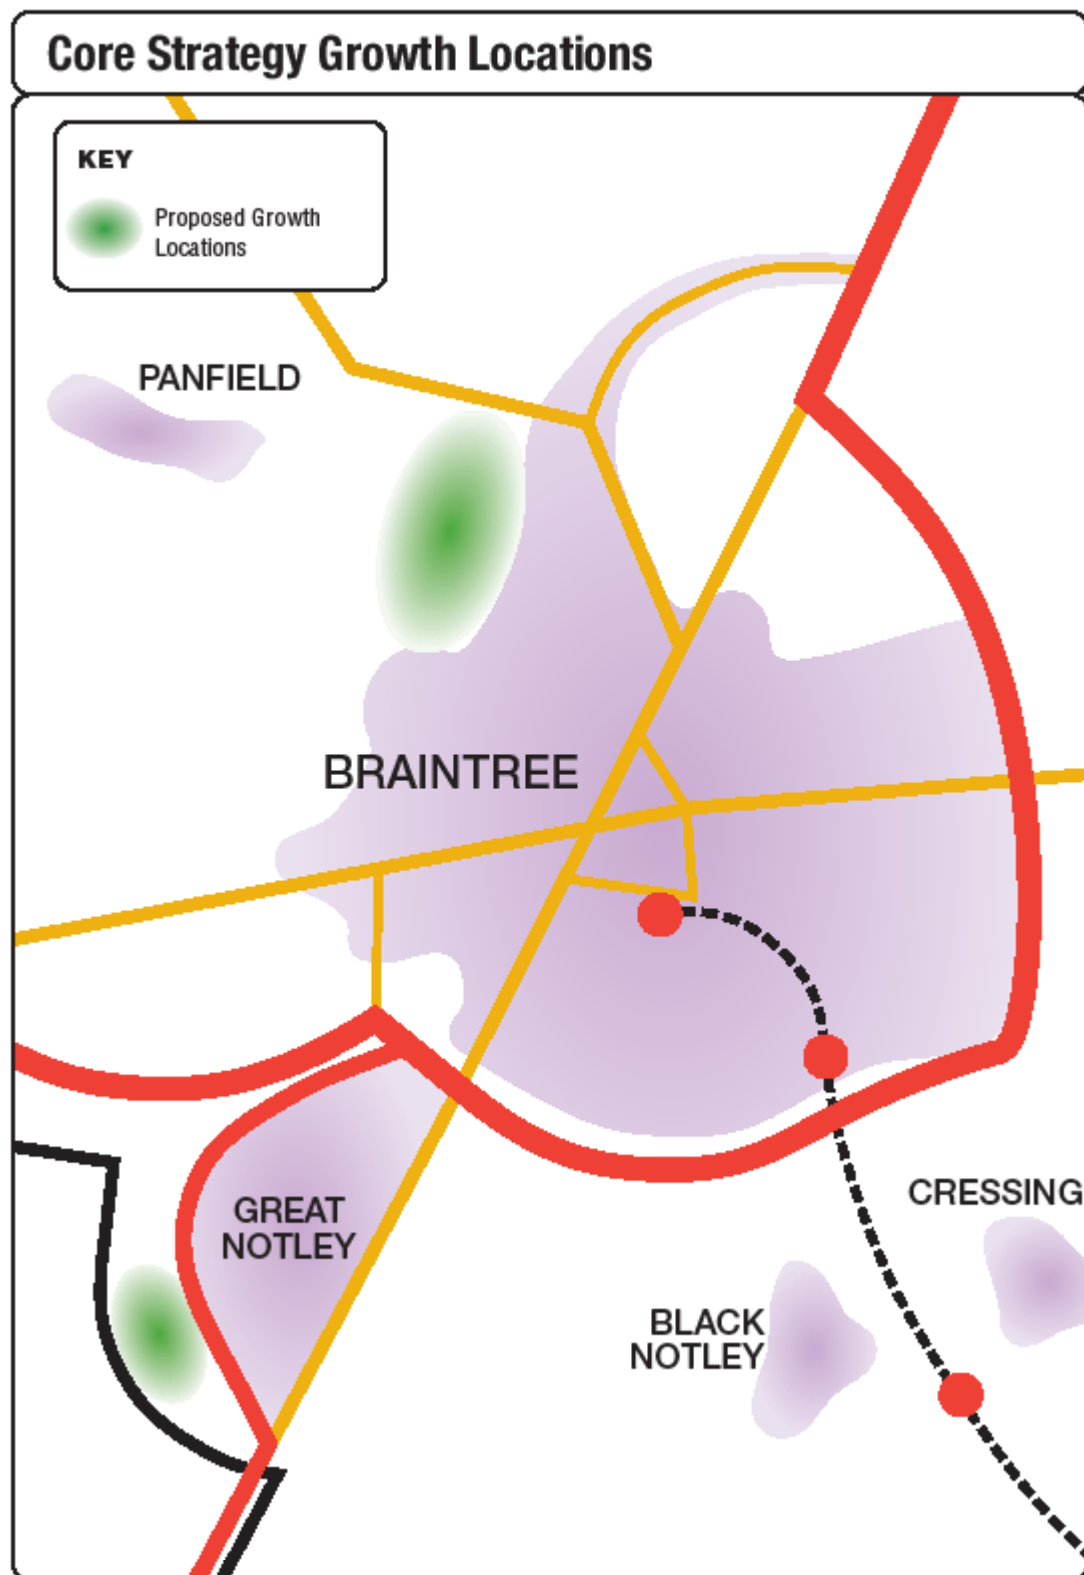 Core Strategy Growth Locations
KEY
Proposed Growth
Locations
PANFIELD
BRAINTREE
GREAT
NOTLEY
CRESSING
BLACK
NOTLEY